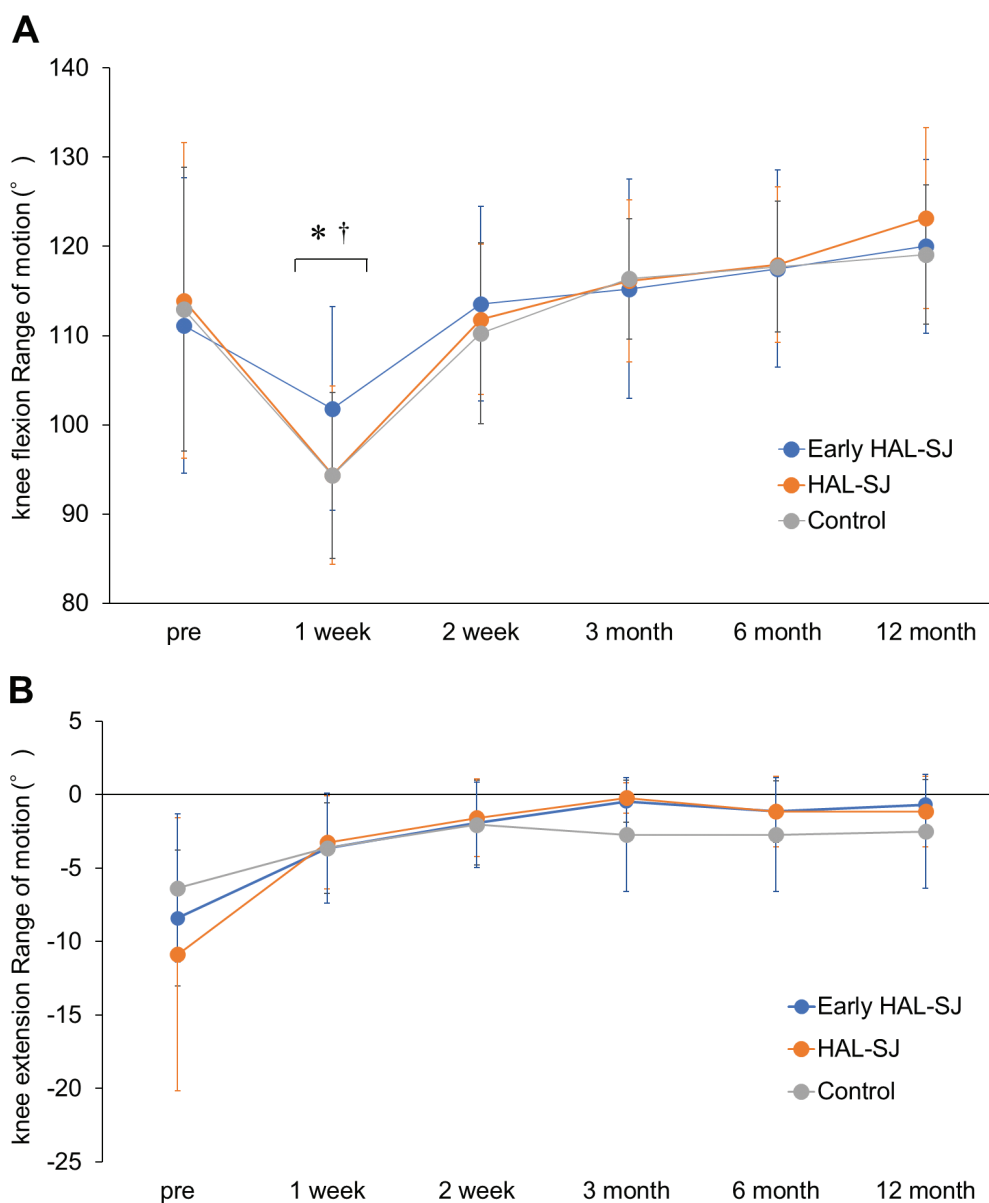 A
knee flexion Range of motion (°)
140
130
120
110
100
90
80
* †
Early HAL-SJ
HAL-SJ
Control
pre 1 week 2 week 3 month 6 month 12 month
B
knee extension Range of motion (°)
5
0
-5
-10
-15
-20
-25
Early HAL-SJ
HAL-SJ
Control
pre 1 week 2 week 3 month 6 month 12 month